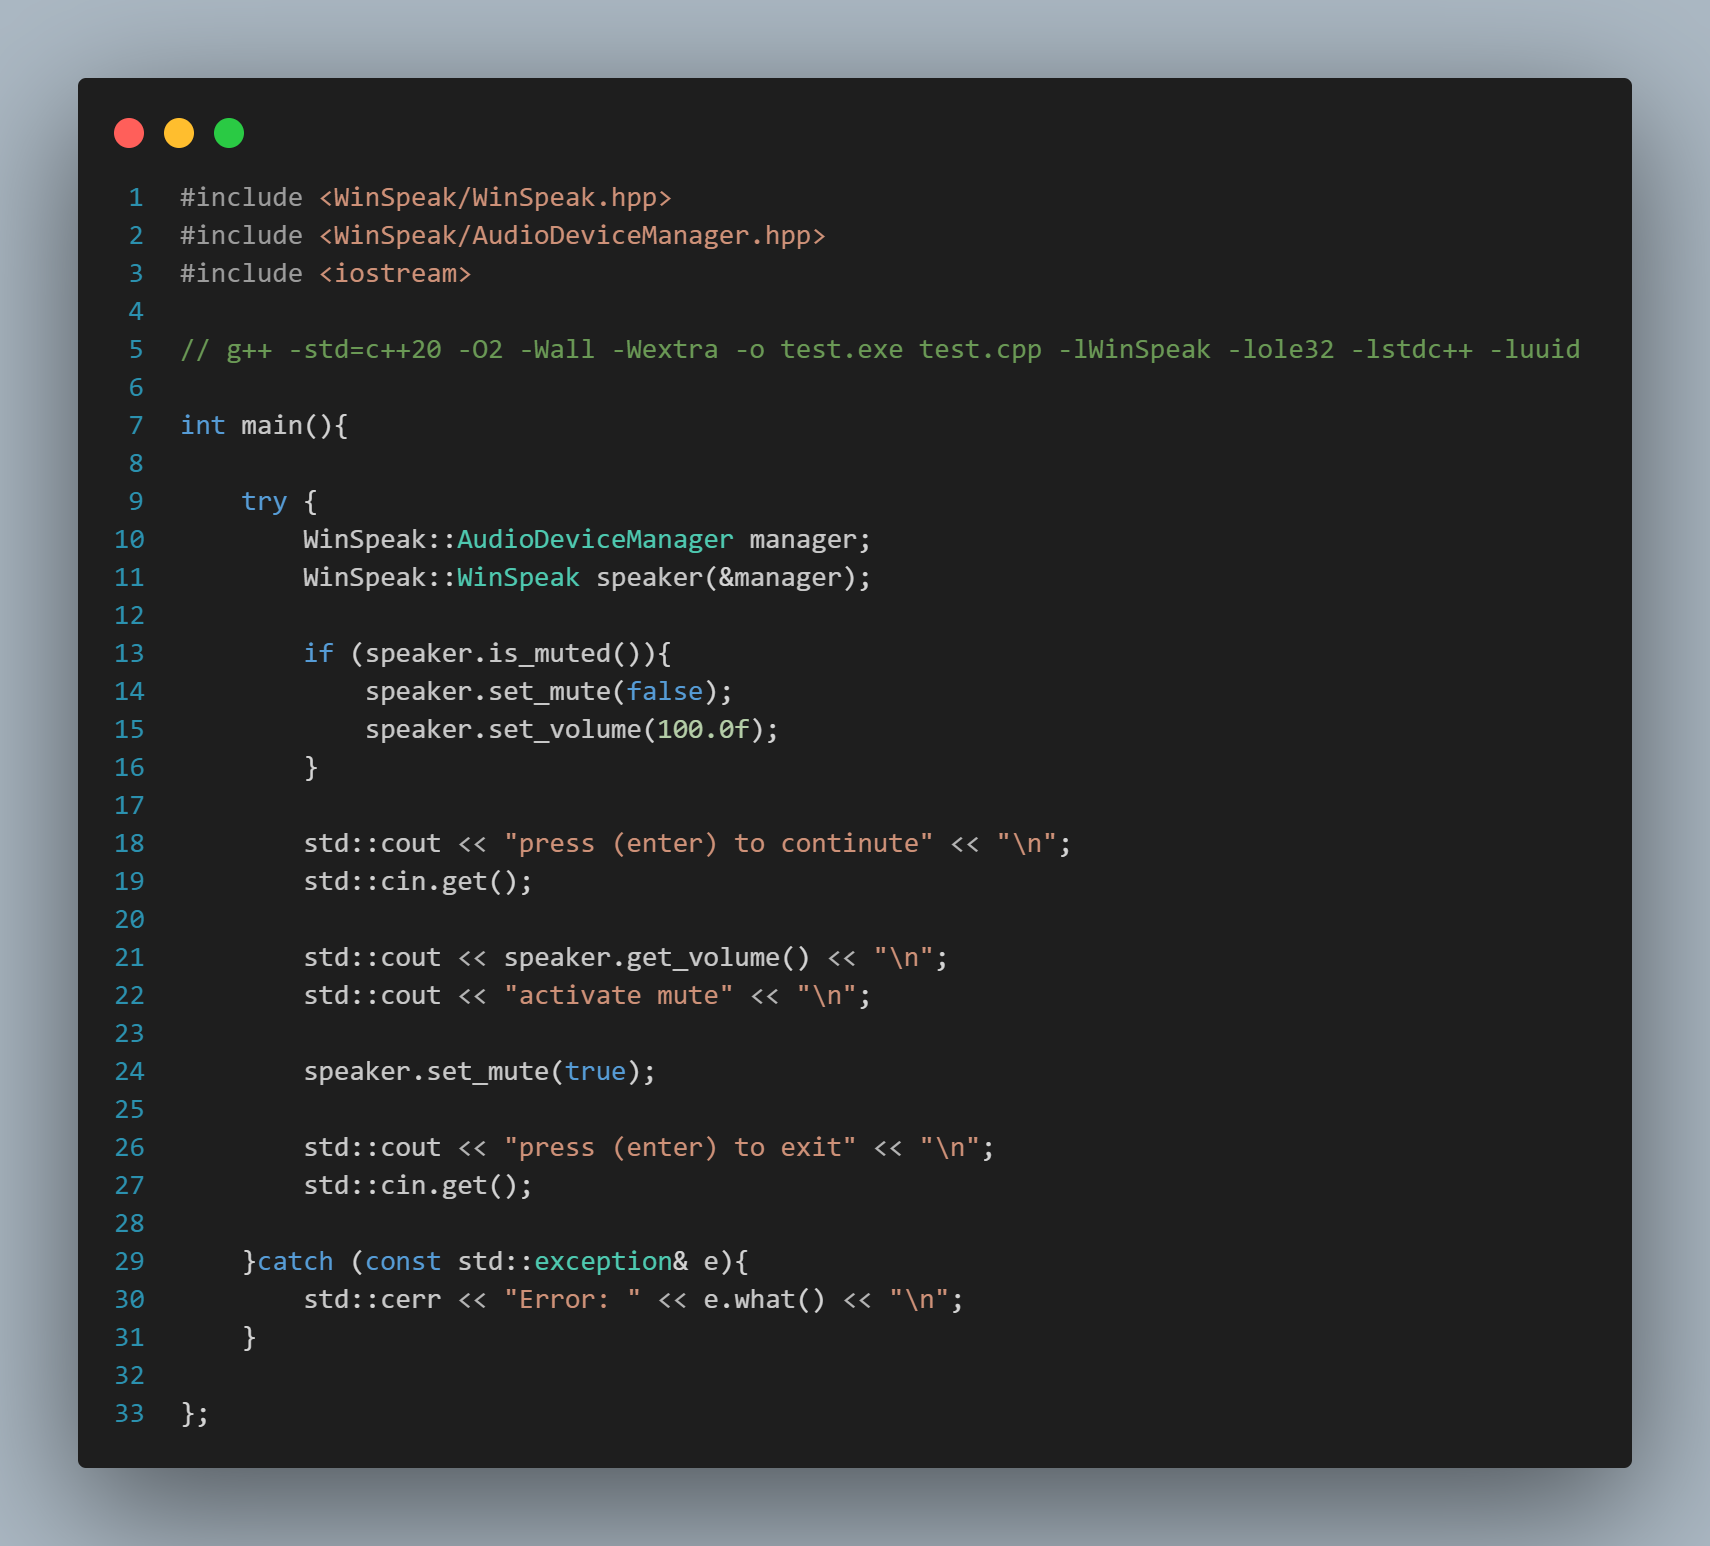 1 #include <WinSpeak/WinSpeak.hpp>
2 #include <WinSpeak/AudioDeviceManager.hpp>
3 #include <iostream>
4
5 // g++ -std=c++20 -O2 -Wall -Wextra -o test.exe test.cpp -lWinSpeak -lole32 -lstdc++ -luuid
6
7 int main(){
8
9     try {
10         WinSpeak::AudioDeviceManager manager;
11         WinSpeak::WinSpeak speaker(&manager);
12
13         if (speaker.is_muted()){
14             speaker.set_mute(false);
15             speaker.set_volume(100.0f);
16         }
17
18         std::cout << "press (enter) to continute" << "\n";
19         std::cin.get();
20
21         std::cout << speaker.get_volume() << "\n";
22         std::cout << "activate mute" << "\n";
23
24         speaker.set_mute(true);
25
26         std::cout << "press (enter) to exit" << "\n";
27         std::cin.get();
28
29     }catch (const std::exception& e){
30         std::cerr << "Error: " << e.what() << "\n";
31     }
32
33 };